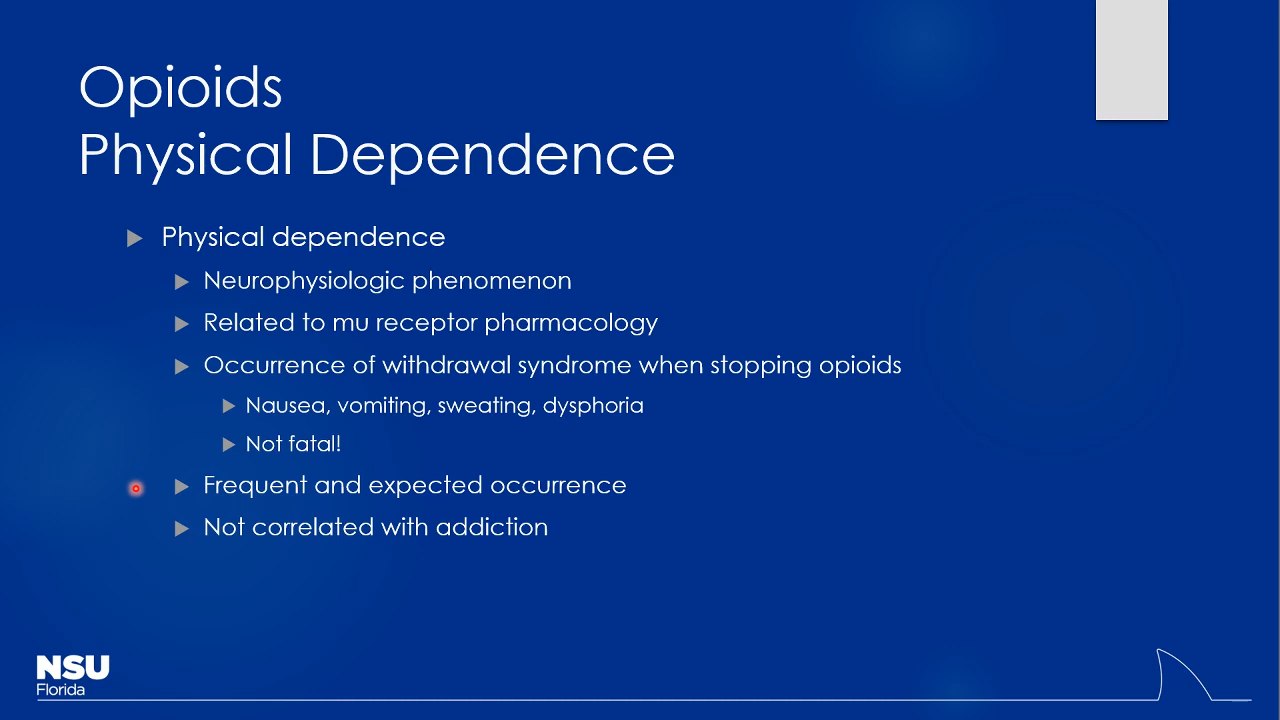 Opioids
Physical Dependence
Physical dependence
Neurophysiologic phenomenon
Related to mu receptor pharmacology
Occurrence of withdrawal syndrome when stopping opioids
Nausea, vomiting, sweating, dysphoria
Not fatal!
Frequent and expected occurrence
Not correlated with addiction
NSU
Florida